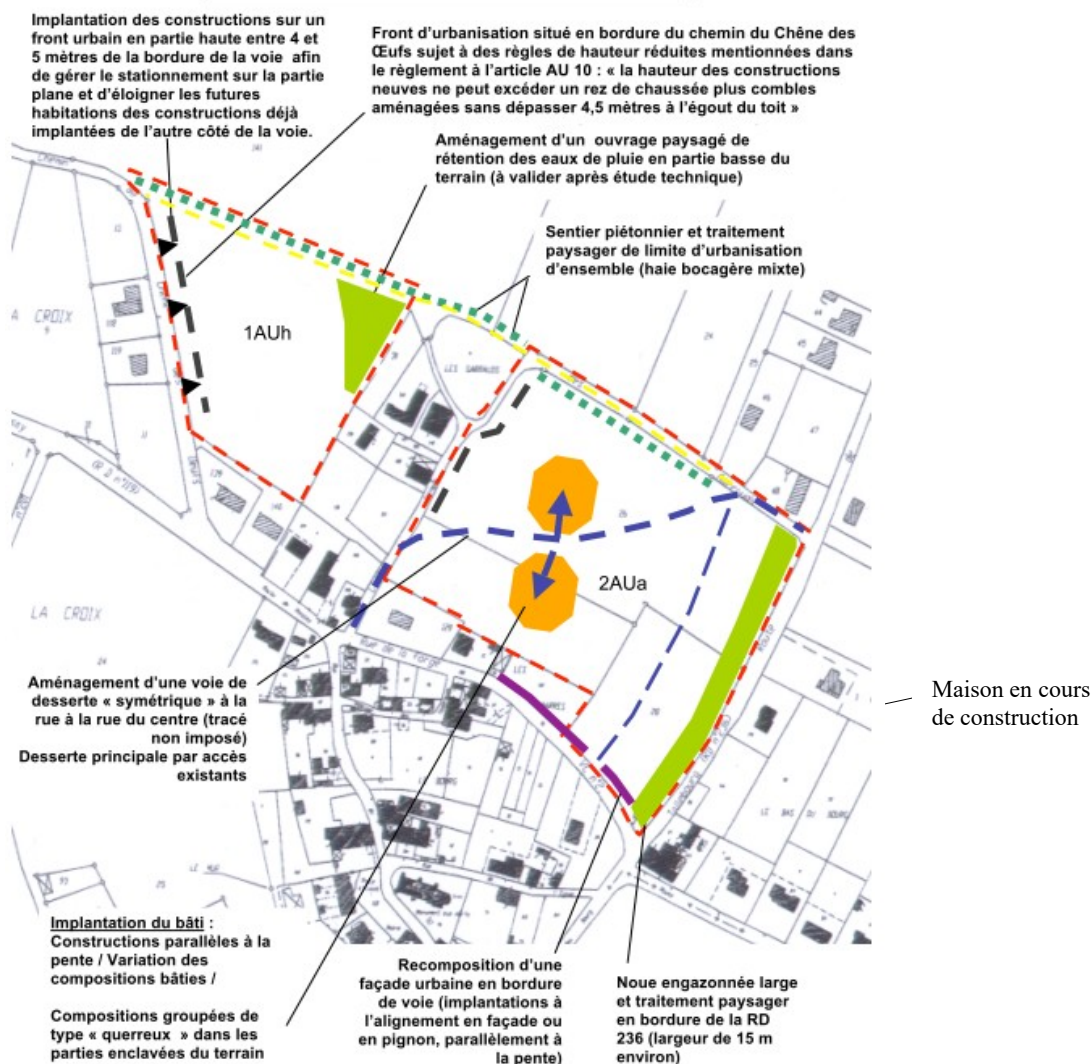 Implantation des constructions sur un
front urbain en partie haute entre 4 et
5 mètres de la bordure de la voie afin
de gérer le stationnement sur la partie
plane et d'éloigner les futures
habitations des constructions déjà
implantées de l'autre côté de la voie.
Front d'urbanisation situé en bordure du chemin du Chêne des
Œufs sujet à des règles de hauteur réduites mentionnées dans
le règlement à l'article AU 10 : « la hauteur des constructions
neuves ne peut excéder un rez de chaussée plus combles
aménagées sans dépasser 4,5 mètres à l'égout du toit »
Aménagement d'un ouvrage paysagé de
rétention des eaux de pluie en partie basse du
terrain (à valider après étude technique)
Sentier piétonnier et traitement
paysager de limite d'urbanisation
d'ensemble (haie bocagère mixte)
A CROIX
1AUh
2AUa
LA CROIX
Rue de la Forge
LE BOURG
LE BAS DU BOURG
Maison en cours
de construction
Aménagement d'une voie de
desserte « symétrique » à la
rue à la rue du centre (tracé
non imposé)
Desserte principale par accès
existants
Implantation du bâti :
Constructions parallèles à la
pente / Variation des
compositions bâties /
Compositions groupées de
type « querreux » dans les
parties enclavées du terrain
Recomposition d'une
façade urbaine en bordure
de voie (implantations à
l'alignement en façade ou
en pignon, parallèlement à
la pente)
Noue engazonnée large
et traitement paysager
en bordure de la RD
236 (largeur de 15 m
environ)